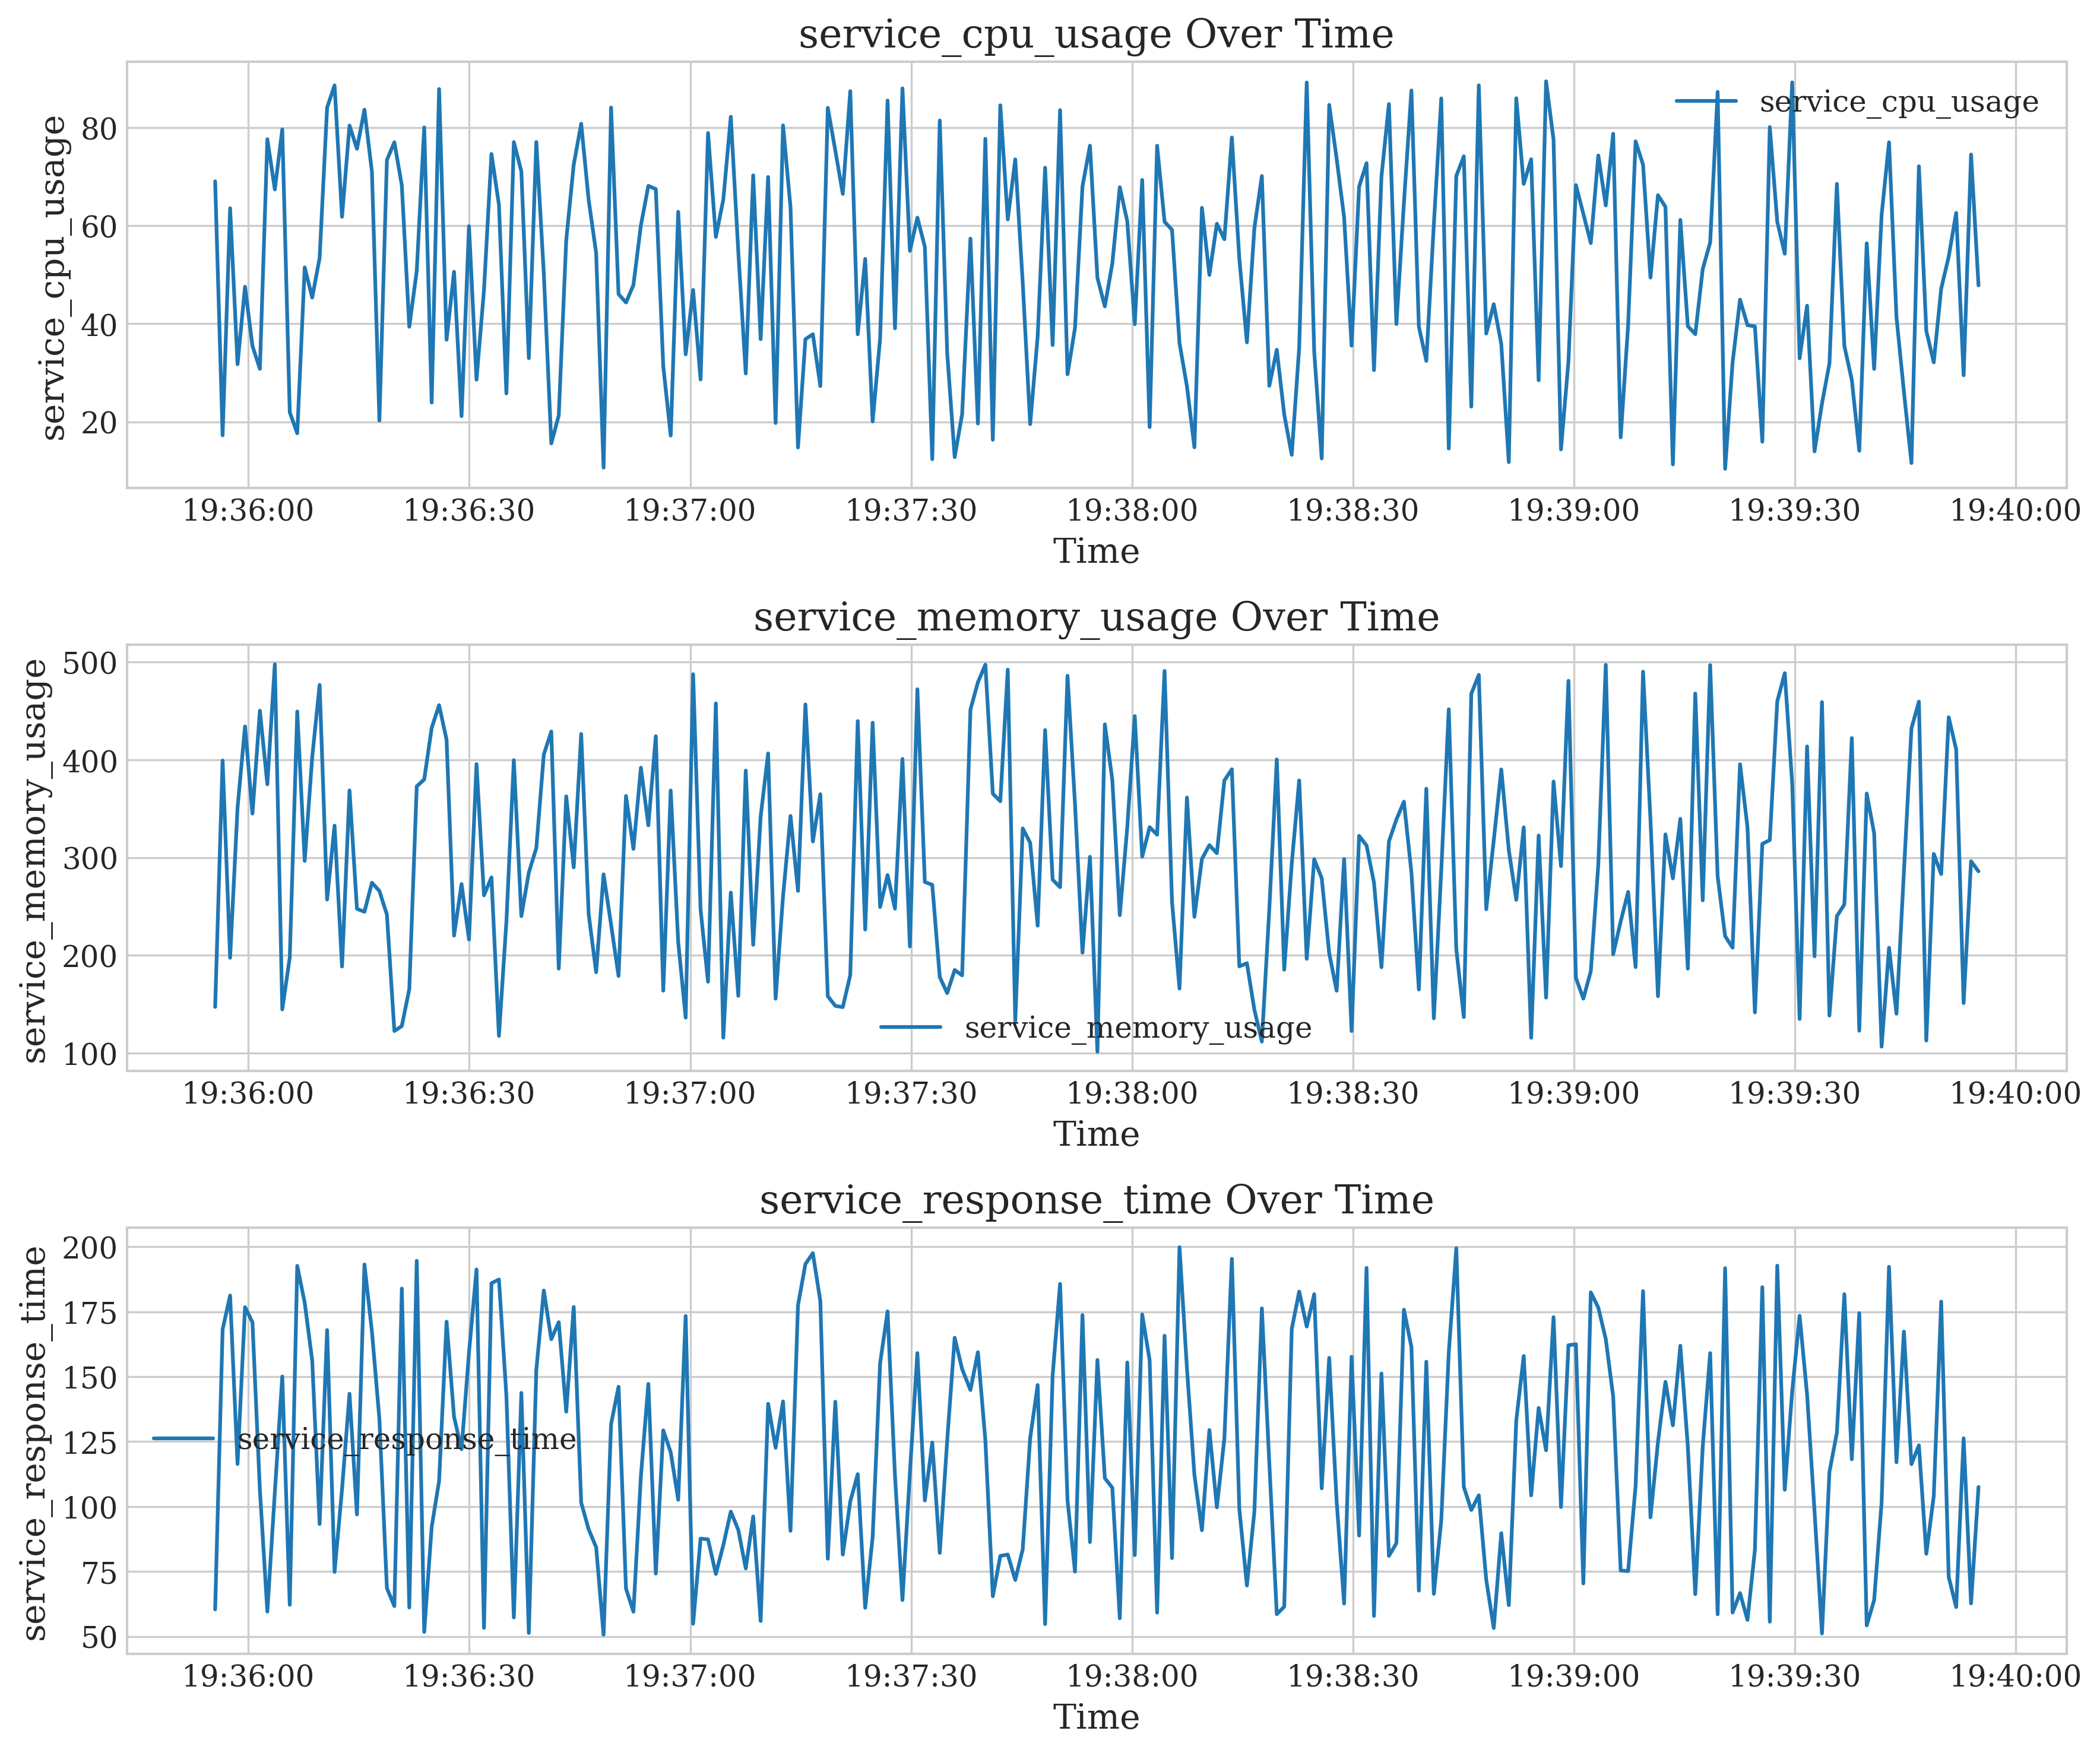 service_cpu_usage Over Time
service_cpu_usage
service_cpu_usage
80
60
40
20
19:36:00 19:36:30 19:37:00 19:37:30 19:38:00 19:38:30 19:39:00 19:39:30 19:40:00
Time
service_memory_usage Over Time
service_memory_usage
500
400
300
200
100
service_memory_usage
19:36:00 19:36:30 19:37:00 19:37:30 19:38:00 19:38:30 19:39:00 19:39:30 19:40:00
Time
service_response_time Over Time
service_response_time
200
175
150
125
100
75
50
service_response_time
19:36:00 19:36:30 19:37:00 19:37:30 19:38:00 19:38:30 19:39:00 19:39:30 19:40:00
Time